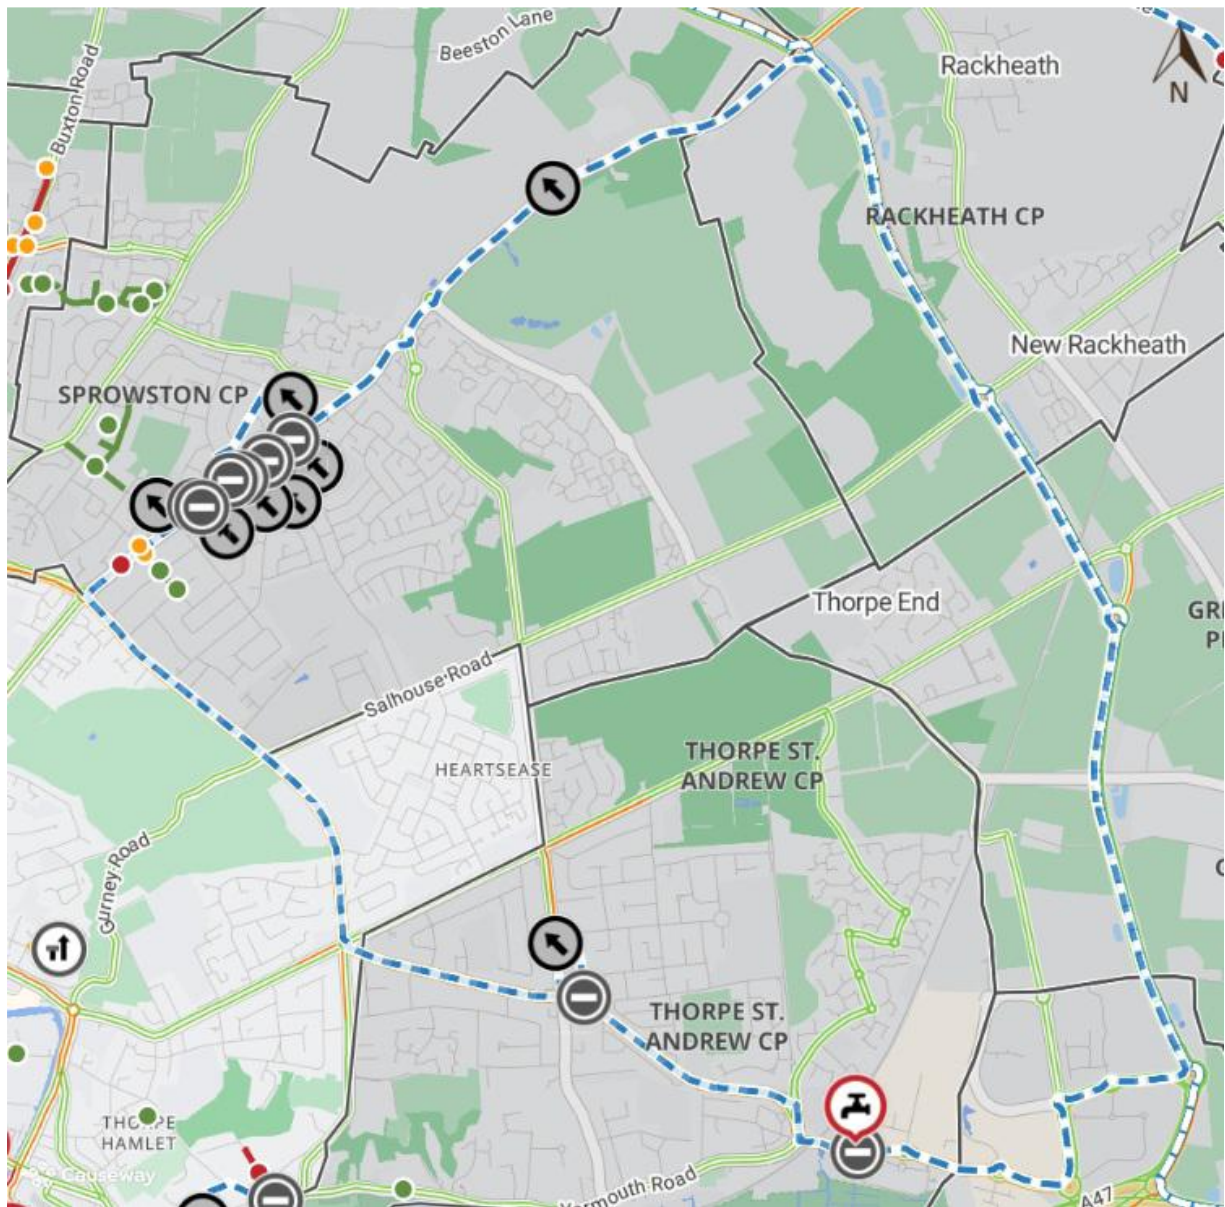 Beeston Lane
Buxton Road
Rackheath
N
RACKHEATH CP
New Rackheath
SPROWSTON CP
Thorpe End
Salhouse Road
THORPE ST.
ANDREW CP
HEARTSEASE
Gurney Road
THORPE ST.
ANDREW CP
THORPE
HAMLET
Causeway
Yarmouth Road
A47